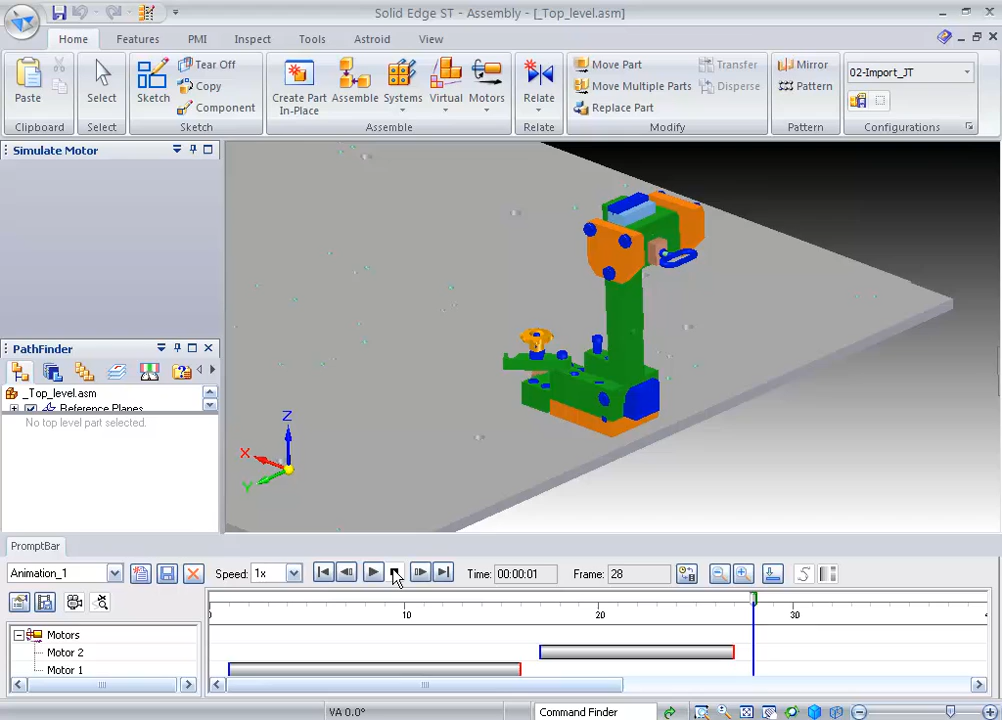 Solid Edge ST - Assembly - [_Top_level.asm]
Home Features PMI Inspect Tools Astroid View
Paste
Clipboard
Select
Select
Sketch
Tear Off
Copy
Component
Sketch
Create Part In-Place
Assemble
Systems
Virtual
Motors
Assemble
Relate
Relate
Move Part
Move Multiple Parts
Replace Part
Transfer
Disperse
Modify
Mirror
Pattern
Pattern
02-Import_JT
Configurations
Simulate Motor
PathFinder
_Top_level.asm
Reference Planes
No top level part selected.
Z
X
Y
PromptBar
Animation_1
Speed: 1x
Time: 00:00:01
Frame: 28
0 10 20 30
Motors
Motor 2
Motor 1
VA 0.0°
Command Finder